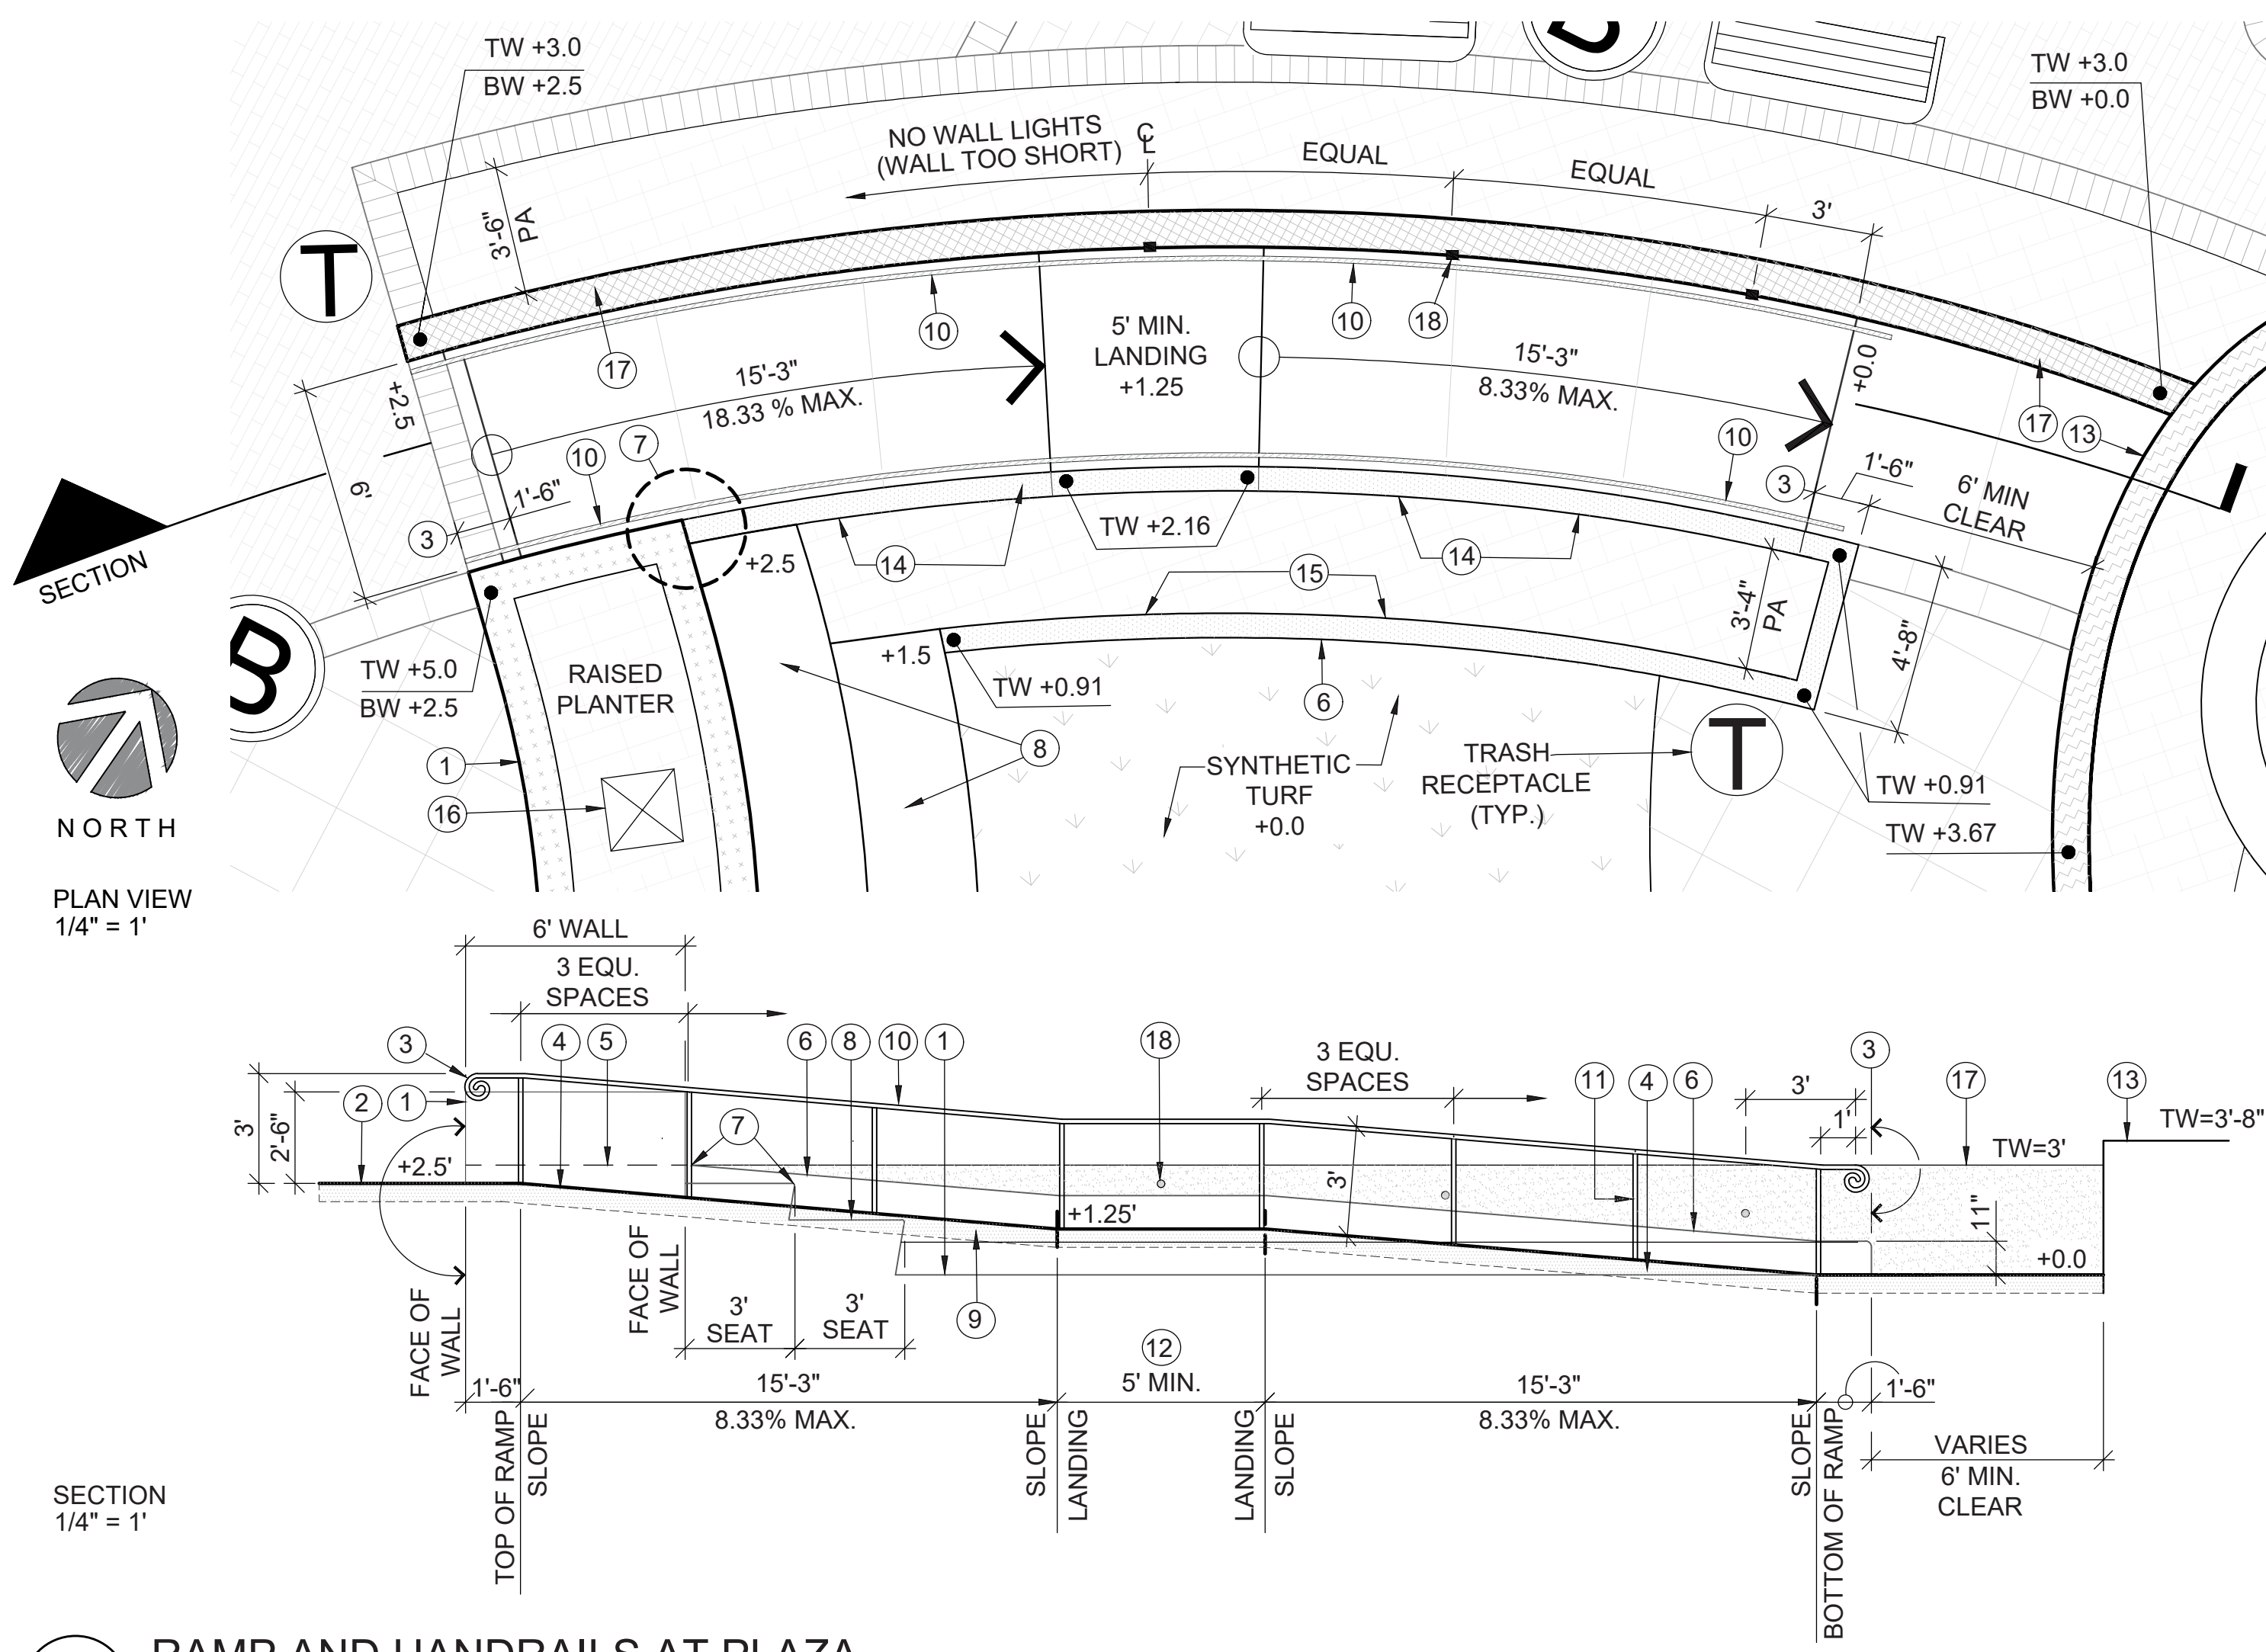 TW +3.0
BW +2.5
TW +3.0
BW +0.0
B
NO WALL LIGHTS
(WALL TOO SHORT)
CL
EQUAL
EQUAL
3'
3'-6"
PA
T
10
10
18
17
5' MIN.
LANDING
+1.25
15'-3"
18.33 % MAX.
15'-3"
8.33% MAX.
+0.0
17
13
+2.5
6'
10
7
1'-6"
3
10
3
1'-6"
6' MIN
CLEAR
SECTION
TW +2.16
+2.5
14
14
15
3'-4"
PA
4'-8"
B
TW +5.0
BW +2.5
RAISED
PLANTER
+1.5
TW +0.91
6
8
1
16
SYNTHETIC
TURF
+0.0
TRASH
RECEPTACLE
(TYP.)
T
TW +0.91
TW +3.67
NORTH
PLAN VIEW
1/4" = 1'
6' WALL
3 EQU.
SPACES
3
4
5
6
8
10
1
18
3 EQU.
SPACES
11
4
6
3
3'
1'
17
13
TW=3'-8"
TW=3'
2
1
3'
2'-6"
7
+2.5'
3'
+1.25'
11"
+0.0
FACE OF
WALL
FACE OF
WALL
3'
SEAT
3'
SEAT
9
12
1'-6"
15'-3"
8.33% MAX.
5' MIN.
15'-3"
8.33% MAX.
1'-6"
TOP OF RAMP
SLOPE
SLOPE
LANDING
LANDING
SLOPE
SLOPE
BOTTOM OF RAMP
VARIES
6' MIN.
CLEAR
SECTION
1/4" = 1'
RAMP AND HANDRAILS AT PLAZA